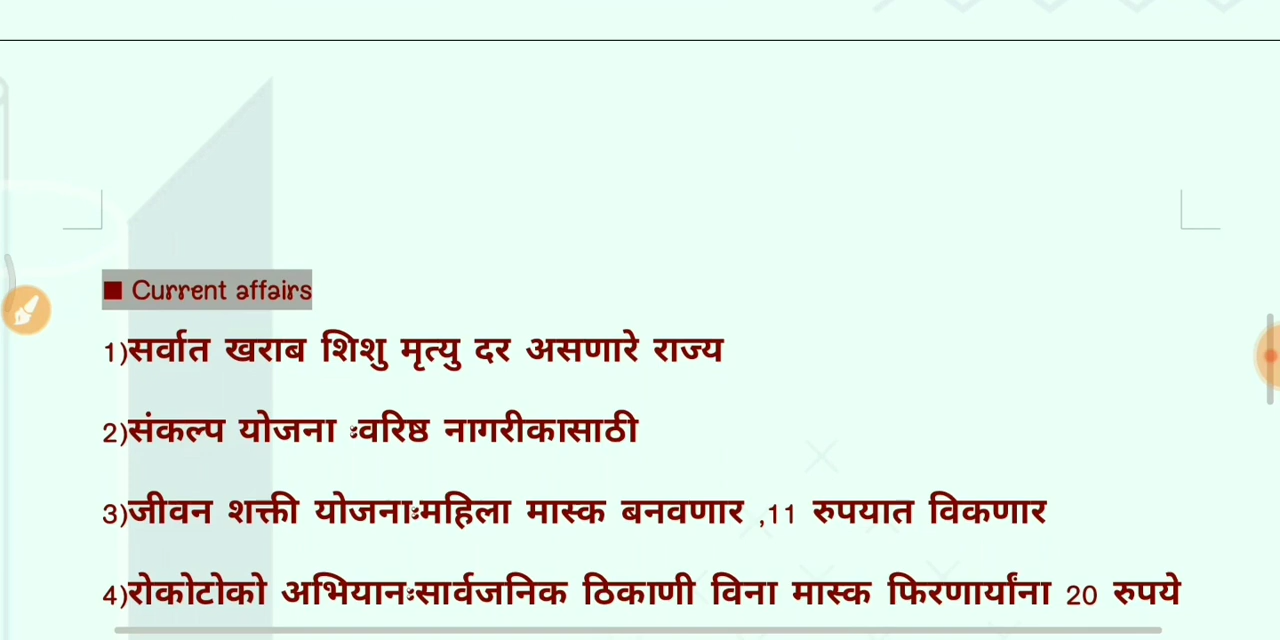 ■ Current affairs
1)सर्वात खराब शिशु मृत्यु दर असणारे राज्य
2)संकल्प योजना ःवरिष्ठ नागरीकासाठी
3)जीवन शक्ती योजनाःमहिला मास्क बनवणार ,11 रुपयात विकणार
4)रोकोटोको अभियानःसार्वजनिक ठिकाणी विना मास्क फिरणार्यांना 20 रुपये